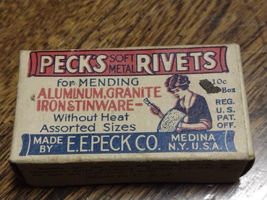 PECK'S SOFT METAL RIVETS
for MENDING
10c Box
ALUMINUM, GRANITE
IRON & TINWARE-
Without Heat
Assorted Sizes
REG.
U.S.
PAT.
OFF.
MADE BY E.E. PECK CO. MEDINA N.Y. U.S.A.